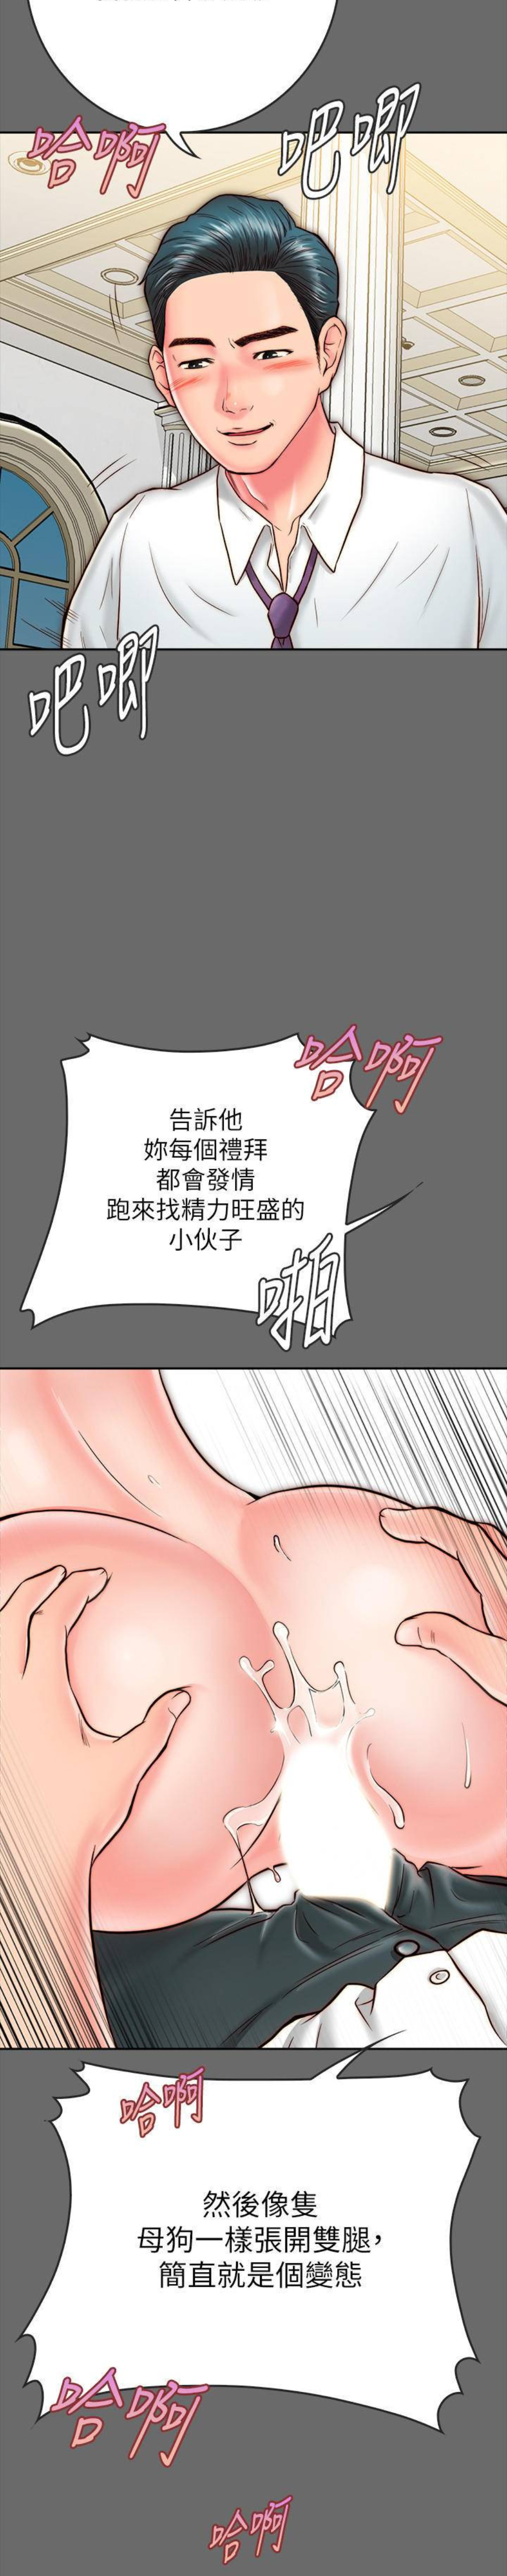 哈啊
吧唧
吧唧
哈啊
告訴他
妳每個禮拜
都會發情
跑來找精力旺盛的
小伙子
啪
哈啊
然後像隻
母狗一樣張開雙腿，
簡直就是個變態
哈啊
哈啊